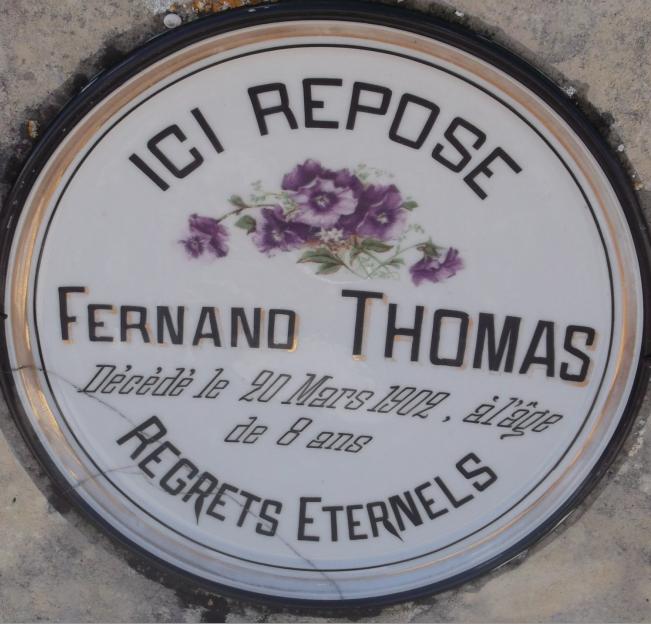 ICI REPOSE
FERNAND THOMAS
Décédé le 20 Mars 1902, à l'âge
de 8 ans
REGRETS ETERNELS